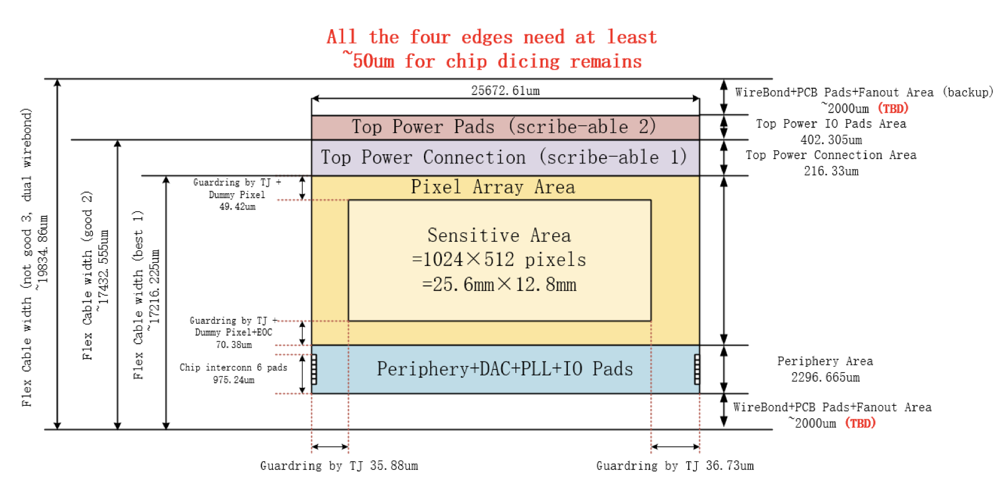 All the four edges need at least
~50um for chip dicing remains
25672.61um
WireBond+PCB Pads+Fanout Area (backup)
~2000um (TBD)
Top Power IO Pads Area
402.305um
Top Power Connection Area
216.33um
Top Power Pads (scribe-able 2)
Top Power Connection (scribe-able 1)
Pixel Array Area
Guardring by TJ +
Dummy Pixel
49.42um
Sensitive Area
=1024×512 pixels
=25.6mm×12.8mm
Flex Cable width (not good 3, dual wirebond)
~19834.86um
Flex Cable width (good 2)
~17432.555um
Flex Cable width (best 1)
~17216.225um
Guardring by TJ +
Dummy Pixel+EOC
70.38um
Chip interconn 6 pads
975.24um
Periphery+DAC+PLL+IO Pads
Periphery Area
2296.665um
WireBond+PCB Pads+Fanout Area
~2000um (TBD)
Guardring by TJ 35.88um
Guardring by TJ 36.73um